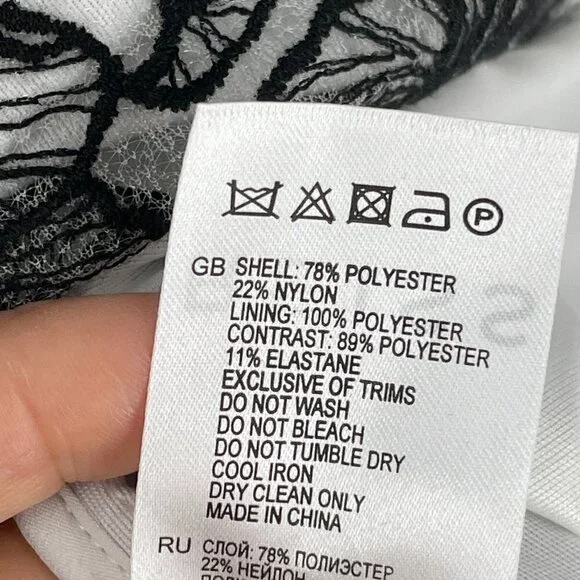 P
GB SHELL: 78% POLYESTER
22% NYLON
LINING: 100% POLYESTER
CONTRAST: 89% POLYESTER
11% ELASTANE
EXCLUSIVE OF TRIMS
DO NOT WASH
DO NOT BLEACH
DO NOT TUMBLE DRY
COOL IRON
DRY CLEAN ONLY
MADE IN CHINA
RU СЛОЙ: 78% ПОЛИЭСТЕР
22% НЕЙЛОН